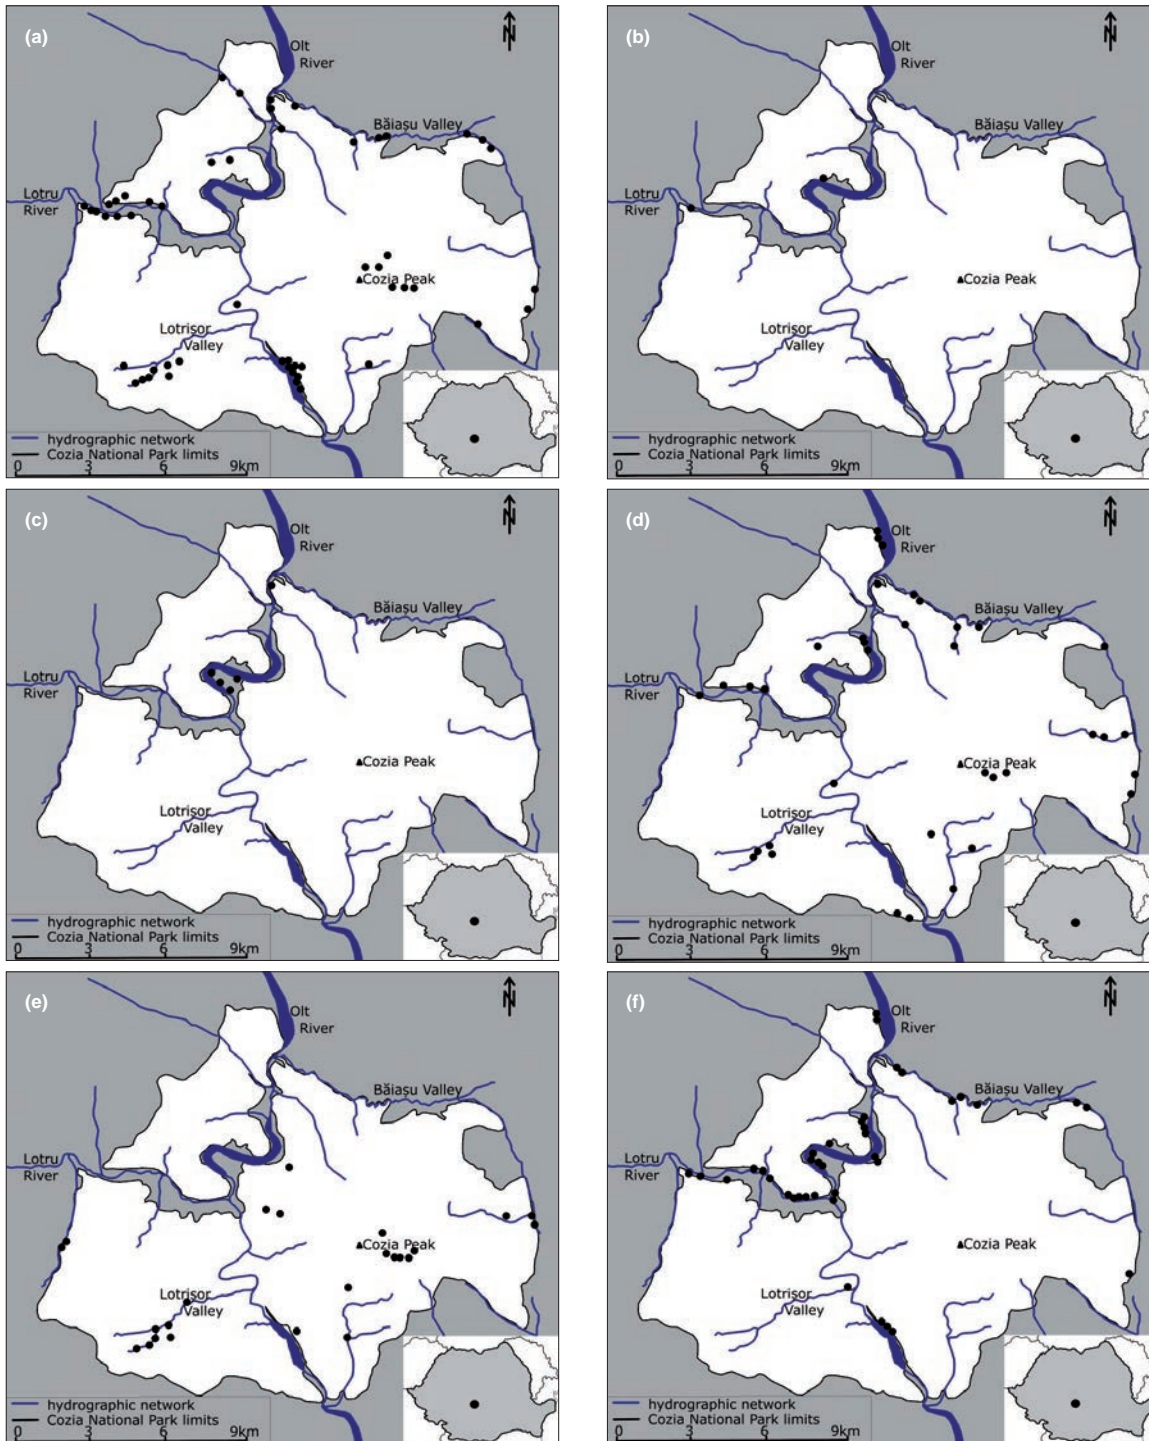 (a)
Olt
River
N
Băiașu Valley
Lotru
River
Cozia Peak
Lotrișor
Valley
hydrographic network
Cozia National Park limits
0 3 6 9km
(b)
Olt
River
N
Băiașu Valley
Lotru
River
Cozia Peak
Lotrișor
Valley
hydrographic network
Cozia National Park limits
0 3 6 9km
(c)
Olt
River
N
Băiașu Valley
Lotru
River
Cozia Peak
Lotrișor
Valley
hydrographic network
Cozia National Park limits
0 3 6 9km
(d)
Olt
River
N
Băiașu Valley
Lotru
River
Cozia Peak
Lotrișor
Valley
hydrographic network
Cozia National Park limits
0 3 6 9km
(e)
Olt
River
N
Băiașu Valley
Lotru
River
Cozia Peak
Lotrișor
Valley
hydrographic network
Cozia National Park limits
0 3 6 9km
(f)
Olt
River
N
Băiașu Valley
Lotru
River
Cozia Peak
Lotrișor
Valley
hydrographic network
Cozia National Park limits
0 3 6 9km